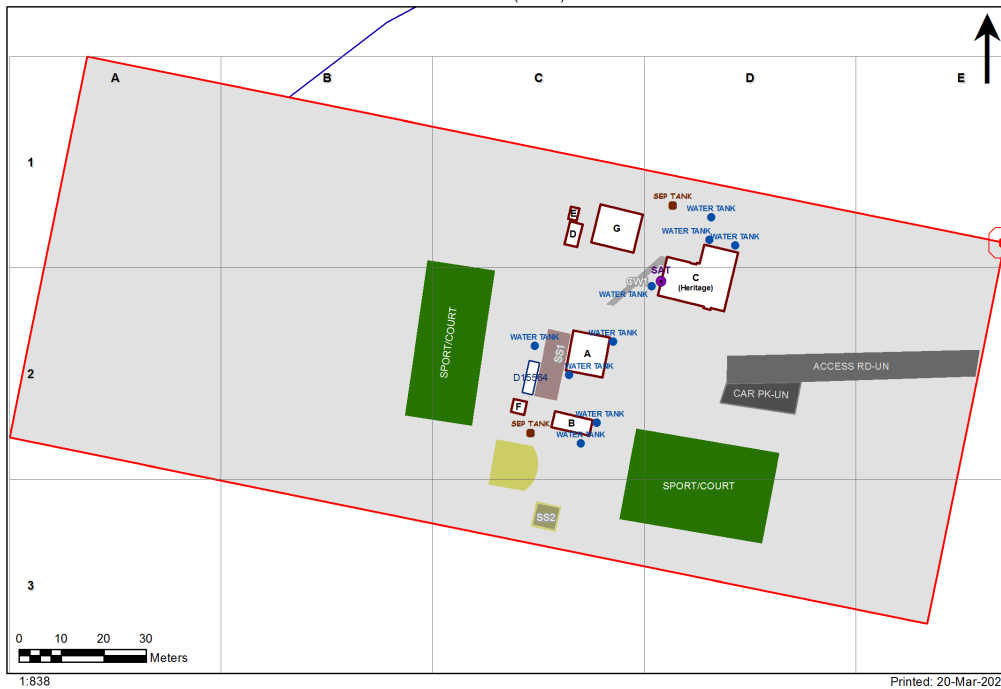 A B C D E
1
SEP TANK
WATER TANK
E
D
G
WATER TANK
WATER TANK
SAT
CW1
C
(Heritage)
WATER TANK
SPORT/COURT
WATER TANK
WATER TANK
SS1
A
2
ACCESS RD-UN
WATER TANK
D15564
CAR PK-UN
F
WATER TANK
B
SEP TANK
WATER TANK
SPORT/COURT
SS2
3
0 10 20 30
Meters
1:838
Printed: 20-Mar-202